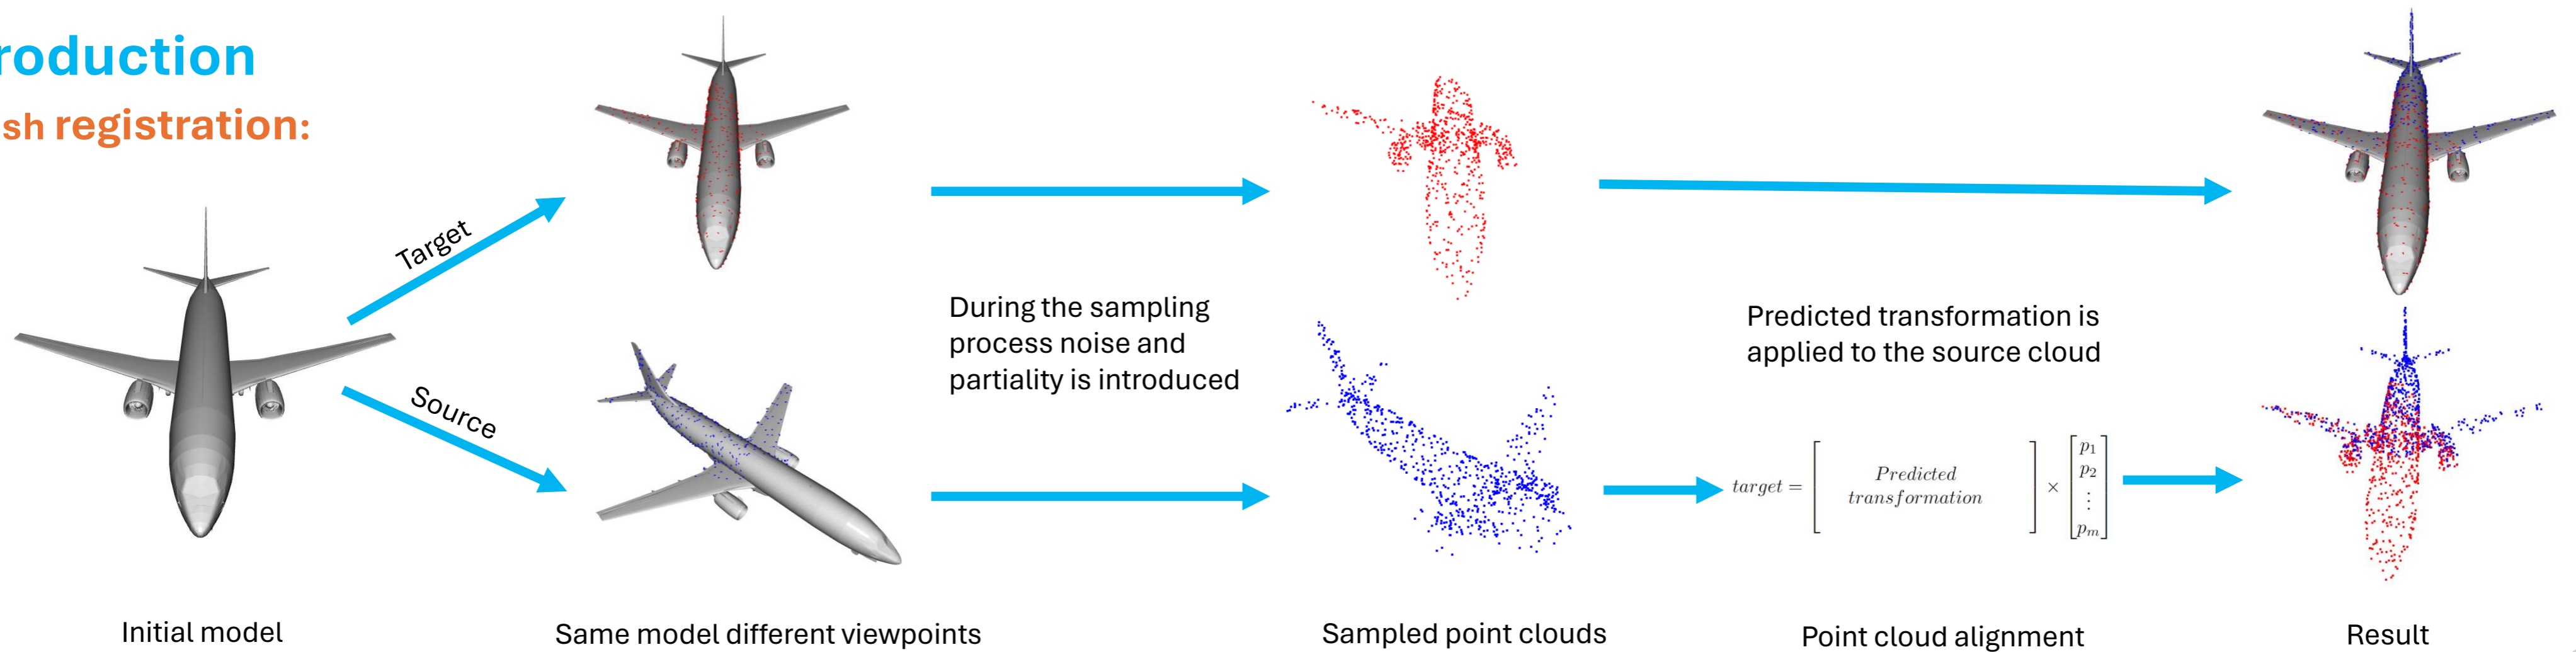 roduction
sh registration:
Target
Source
During the sampling
process noise and
partiality is introduced
Predicted transformation is
applied to the source cloud
target = [ Predicted transformation ] × [ p1 p2 ⋮ pm ]
Initial model
Same model different viewpoints
Sampled point clouds
Point cloud alignment
Result